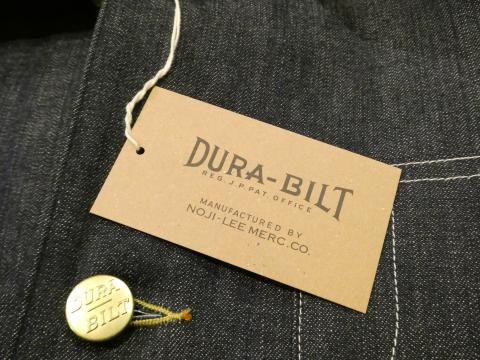 DURA-BILT
REG.J.P.PAT.OFFICE
MANUFACTURED BY
NOJI-LEE MERC.CO.
DURA
BILT